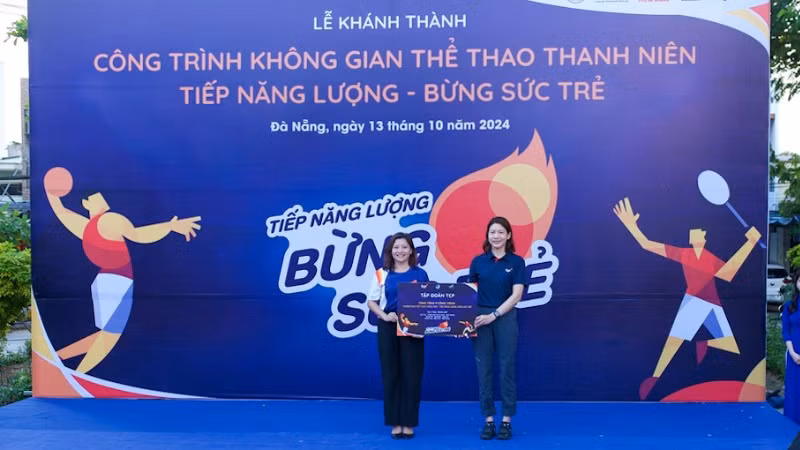 LỄ KHÁNH THÀNH
CÔNG TRÌNH KHÔNG GIAN THỂ THAO THANH NIÊN
TIẾP NĂNG LƯỢNG - BỪNG SỨC TRẺ
Đà Nẵng, ngày 13 tháng 10 năm 2024
TIẾP NĂNG LƯỢNG
BỪNG
TẬP ĐOÀN TCP